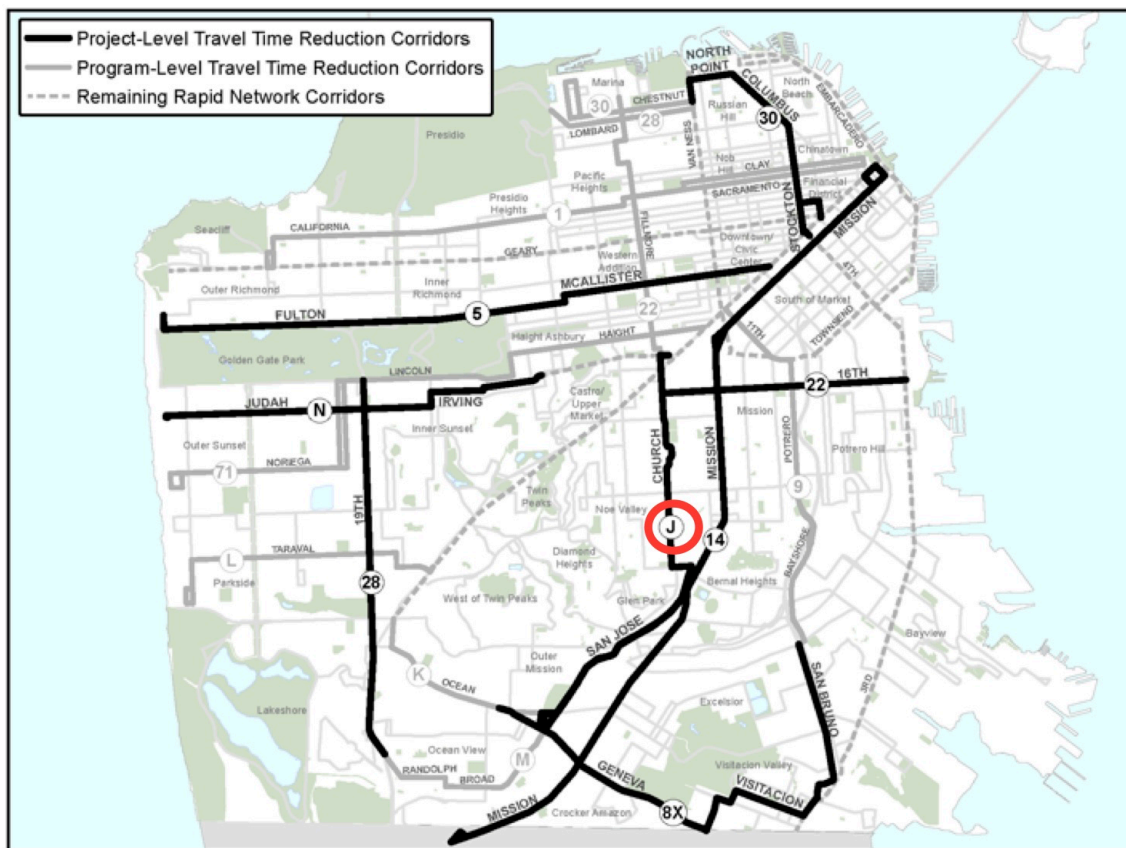 Project-Level Travel Time Reduction Corridors
Program-Level Travel Time Reduction Corridors
Remaining Rapid Network Corridors
NORTH
POINT
Marina
North
Beach
EMBARCADERO
30
CHESTNUT
COLUMBUS
Russian
Hill
28
LOMBARD
30
Presidio
VAN NESS
Chinatown
Nob
Hill
CLAY
Pacific
Heights
SACRAMENTO
Financial
District
Presidio
Heights
1
FILLMORE
STOCKTON
MISSION
Seacliff
CALIFORNIA
GEARY
Western
Addition
Downtown/
Civic
Center
4TH
Outer Richmond
Inner
Richmond
MCALLISTER
South of Market
FULTON
5
22
TOWNSEND
Haight Ashbury
HAIGHT
11TH
Golden Gate Park
LINCOLN
16TH
22
JUDAH
N
IRVING
Castro/
Upper
Market
Mission
Inner Sunset
Outer Sunset
CHURCH
MISSION
POTRERO
Potrero Hill
NORIEGA
71
Twin
Peaks
9
19TH
Noe Valley
J
14
BAYSHORE
TARAVAL
L
Diamond
Heights
Parkside
28
Bernal Heights
West of Twin Peaks
Glen Park
SAN JOSE
Bayview
Outer
Mission
SAN BRUNO
3RD
K
OCEAN
Excelsior
Lakeshore
Ocean View
M
Visitacion Valley
RANDOLPH
BROAD
GENEVA
VISITACION
MISSION
Crocker Amazon
8X